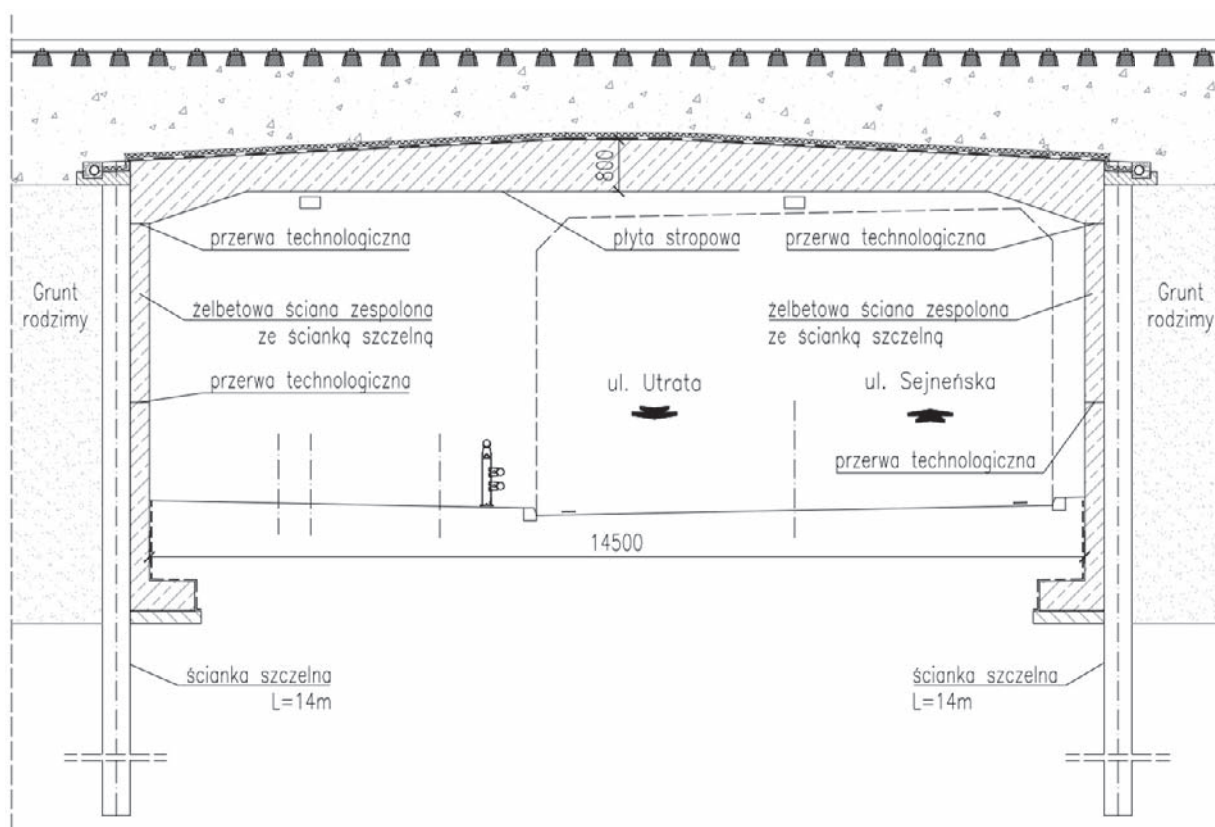 800
przerwa technologiczna
płyta stropowa
przerwa technologiczna
Grunt
rodzimy
żelbetowa ściana zespolona
ze ścianką szczelną
żelbetowa ściana zespolona
ze ścianką szczelną
Grunt
rodzimy
przerwa technologiczna
ul. Utrata
ul. Sejneńska
przerwa technologiczna
14500
ścianka szczelna
L=14m
ścianka szczelna
L=14m